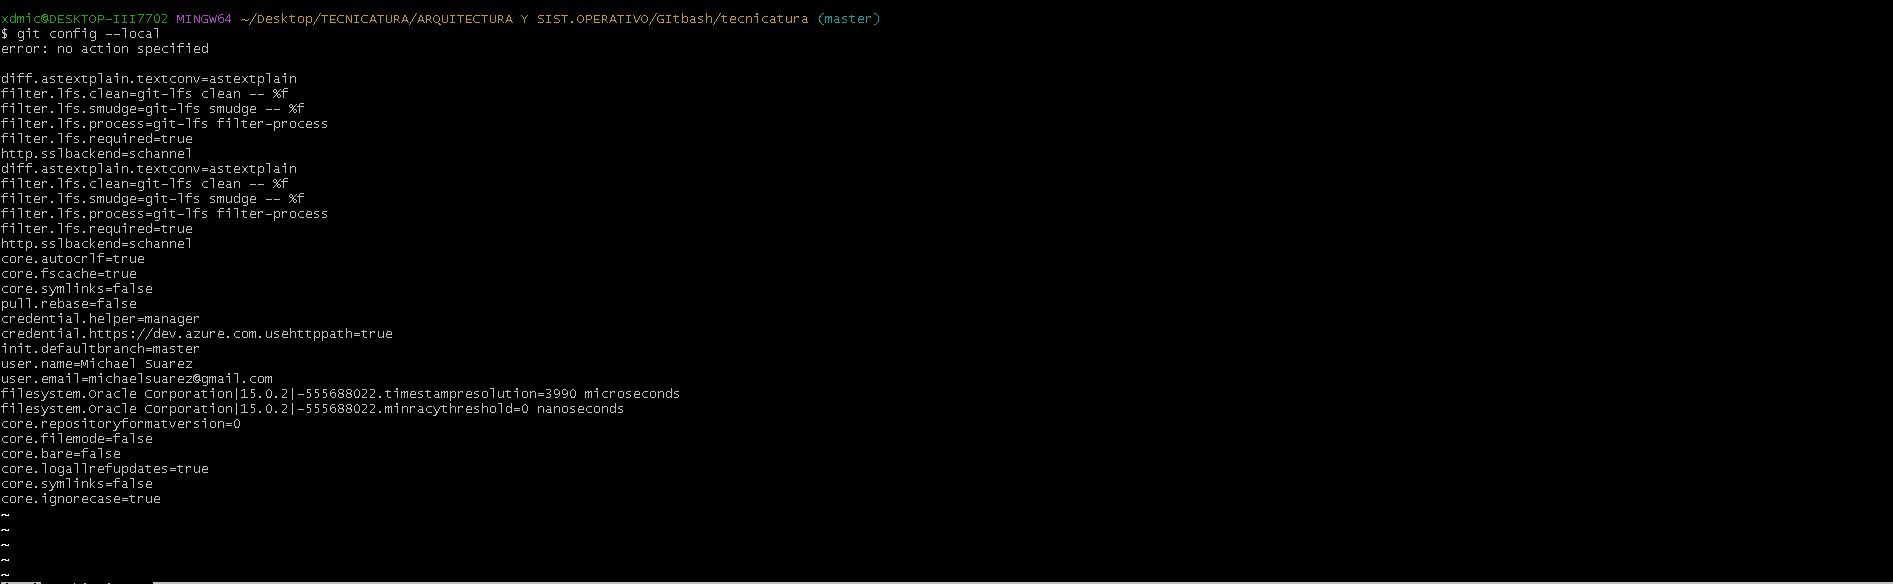 xdmic@DESKTOP-III7702 MINGW64 ~/Desktop/TECNICATURA/ARQUITECTURA Y SIST.OPERATIVO/GItbash/tecnicatura (master)
$ git config --local
error: no action specified
diff.astextplain.textconv=astextplain
filter.lfs.clean=git-lfs clean -- %f
filter.lfs.smudge=git-lfs smudge -- %f
filter.lfs.process=git-lfs filter-process
filter.lfs.required=true
http.sslbackend=schannel
diff.astextplain.textconv=astextplain
filter.lfs.clean=git-lfs clean -- %f
filter.lfs.smudge=git-lfs smudge -- %f
filter.lfs.process=git-lfs filter-process
filter.lfs.required=true
http.sslbackend=schannel
core.autocrlf=true
core.fscache=true
core.symlinks=false
pull.rebase=false
credential.helper=manager
credential.https://dev.azure.com.usehttppath=true
init.defaultbranch=master
user.name=Michael Suarez
user.email=michaelsuarez@gmail.com
filesystem.Oracle Corporation|15.0.2|-555688022.timestampresolution=3990 microseconds
filesystem.Oracle Corporation|15.0.2|-555688022.minracythreshold=0 nanoseconds
core.repositoryformatversion=0
core.filemode=false
core.bare=false
core.logallrefupdates=true
core.symlinks=false
core.ignorecase=true
~
~
~
~
~